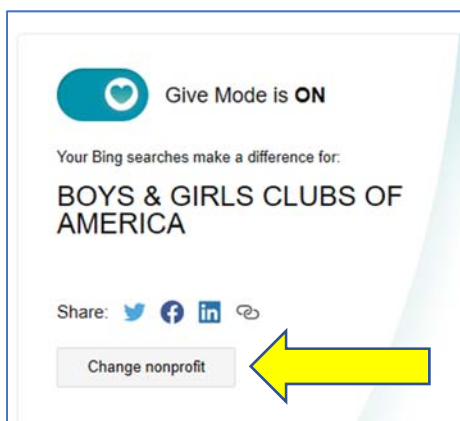 Give Mode is ON
Your Bing searches make a difference for:
BOYS & GIRLS CLUBS OF
AMERICA
Share:
Change nonprofit